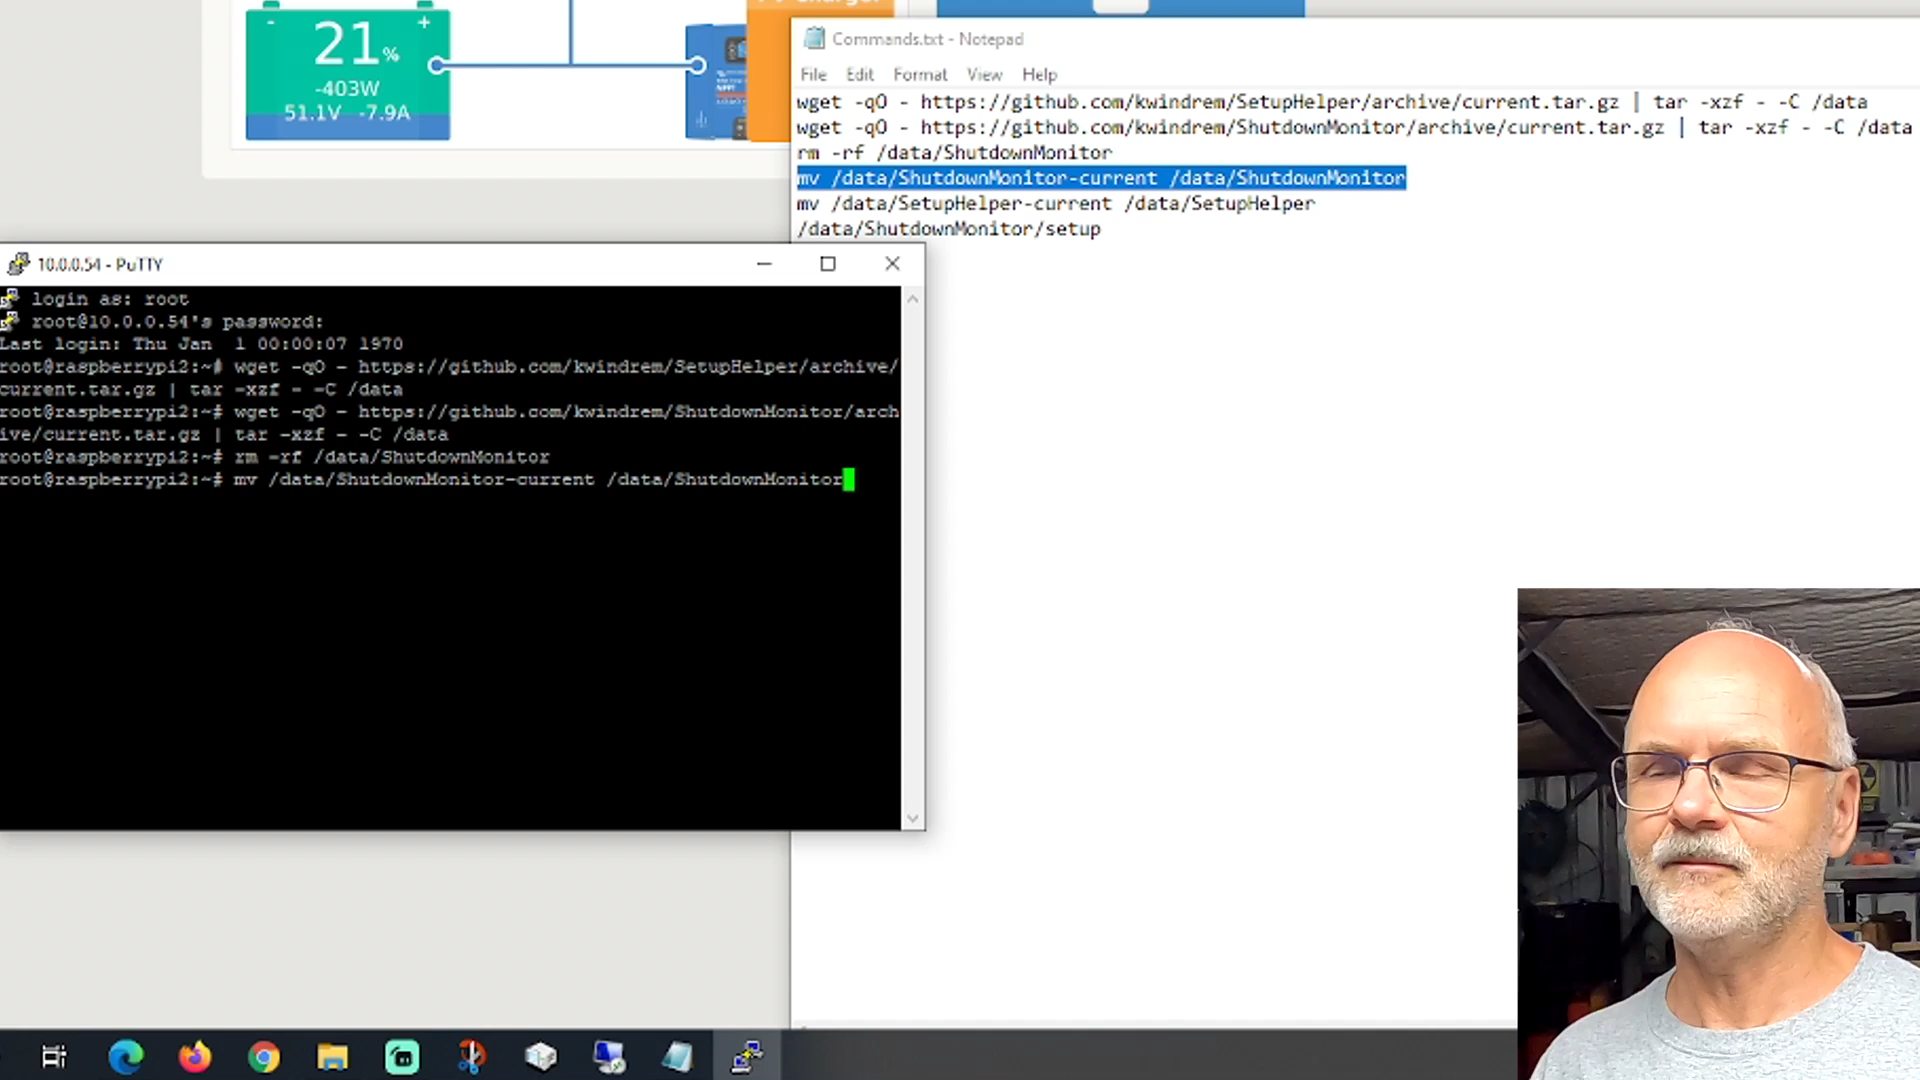 PV Charger
- +
21%
-403W
51.1V -7.9A
Commands.txt - Notepad
File Edit Format View Help
wget -qO - https://github.com/kwindrem/SetupHelper/archive/current.tar.gz | tar -xzf - -C /data
wget -qO - https://github.com/kwindrem/ShutdownMonitor/archive/current.tar.gz | tar -xzf - -C /data
rm -rf /data/ShutdownMonitor
mv /data/ShutdownMonitor-current /data/ShutdownMonitor
mv /data/SetupHelper-current /data/SetupHelper
/data/ShutdownMonitor/setup
10.0.0.54 - PuTTY
login as: root
root@10.0.0.54's password:
Last login: Thu Jan  1 00:00:07 1970
root@raspberrypi2:~# wget -qO - https://github.com/kwindrem/SetupHelper/archive/
current.tar.gz | tar -xzf - -C /data
root@raspberrypi2:~# wget -qO - https://github.com/kwindrem/ShutdownMonitor/arch
ive/current.tar.gz | tar -xzf - -C /data
root@raspberrypi2:~# rm -rf /data/ShutdownMonitor
root@raspberrypi2:~# mv /data/ShutdownMonitor-current /data/ShutdownMonitor